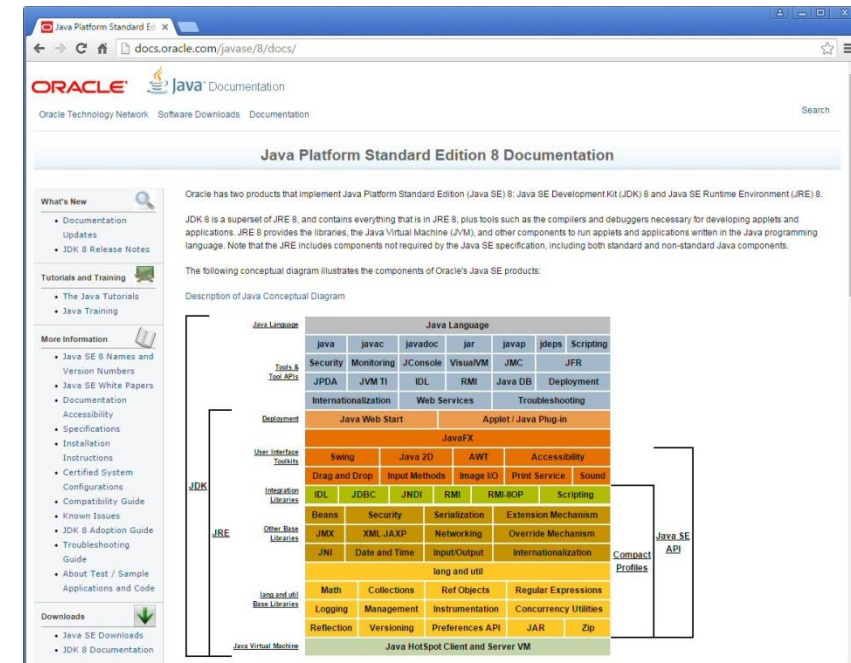 Java Platform Standard Ed
docs.oracle.com/javase/8/docs/
ORACLE Java Documentation
Oracle Technology Network Software Downloads Documentation
Search
Java Platform Standard Edition 8 Documentation
What's New
• Documentation
Updates
• JDK 8 Release Notes
Tutorials and Training
• The Java Tutorials
• Java Training
More Information
• Java SE 8 Names and
Version Numbers
• Java SE White Papers
• Documentation
Accessibility
• Specifications
• Installation
Instructions
• Certified System
Configurations
• Compatibility Guide
• Known Issues
• JDK 8 Adoption Guide
• Troubleshooting
Guide
• About Test / Sample
Applications and Code
Downloads
• Java SE Downloads
• JDK 8 Documentation
Oracle has two products that implement Java Platform Standard Edition (Java SE) 8: Java SE Development Kit (JDK) 8 and Java SE Runtime Environment (JRE) 8.
JDK 8 is a superset of JRE 8, and contains everything that is in JRE 8, plus tools such as the compilers and debuggers necessary for developing applets and
applications. JRE 8 provides the libraries, the Java Virtual Machine (JVM), and other components to run applets and applications written in the Java programming
language. Note that the JRE includes components not required by the Java SE specification, including both standard and non-standard Java components.
The following conceptual diagram illustrates the components of Oracle's Java SE products:
Description of Java Conceptual Diagram
Java Language Java Language
java javac javadoc jar javap jdeps Scripting
Tools &
Tool APIs
Security Monitoring JConsole VisualVM JMC JFR
JPDA JVM TI IDL RMI Java DB Deployment
Internationalization Web Services Troubleshooting
Deployment Java Web Start Applet / Java Plug-in
JavaFX
User Interface
Toolkits
Swing Java 2D AWT Accessibility
Drag and Drop Input Methods Image I/O Print Service Sound
JDK
Integration
Libraries
IDL JDBC JNDI RMI RMI-IIOP Scripting
Beans Security Serialization Extension Mechanism
JRE
Other Base
Libraries
JMX XML JAXP Networking Override Mechanism
Java SE
API
JNI Date and Time Input/Output Internationalization
Compact
Profiles
lang and util
lang and util
Base Libraries
Math Collections Ref Objects Regular Expressions
Logging Management Instrumentation Concurrency Utilities
Reflection Versioning Preferences API JAR Zip
Java Virtual Machine Java HotSpot Client and Server VM